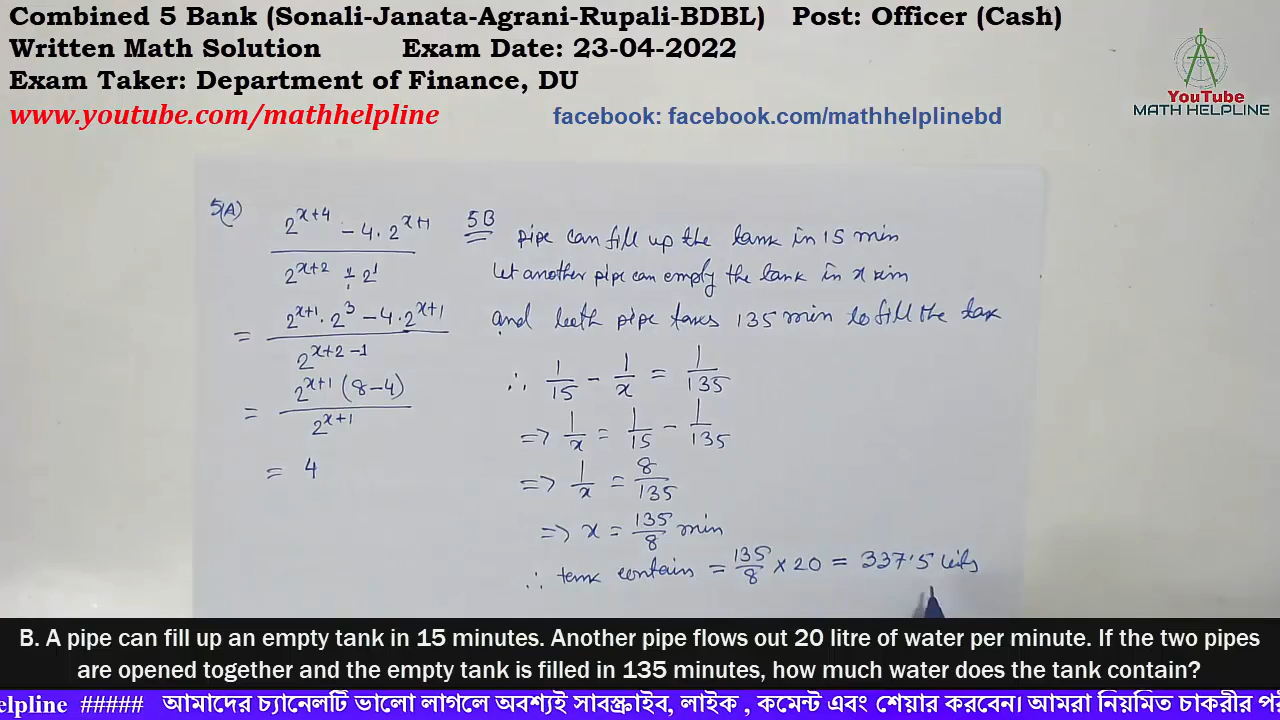 Combined 5 Bank (Sonali-Janata-Agrani-Rupali-BDBL) Post: Officer (Cash)
Written Math Solution Exam Date: 23-04-2022
Exam Taker: Department of Finance, DU
www.youtube.com/mathhelpline facebook: facebook.com/mathhelplinebd
YouTube
MATH HELPLINE
5(A)
2^{x+4} - 4.2^{x+1}
2^{x+2} ÷ 2^1
= 2^{x+1}.2^3 - 4.2^{x+1}
2^{x+2-1}
= 2^{x+1} (8-4)
2^{x+1}
= 4
5B
pipe can fill up the tank in 15 min
let another pipe can empty the tank in x min
and both pipe takes 135 min to fill the tax
∴ 1/15 - 1/x = 1/135
=> 1/x = 1/15 - 1/135
=> 1/x = 8/135
=> x = 135/8 min
∴ tank contain = 135/8 × 20 = 337.5
B. A pipe can fill up an empty tank in 15 minutes. Another pipe flows out 20 litre of water per minute. If the two pipes
are opened together and the empty tank is filled in 135 minutes, how much water does the tank contain?
elpline ##### আমাদের চ্যানেলটি ভালো লাগলে অবশ্যই সাবস্ক্রাইব, লাইক , কমেন্ট এবং শেয়ার করবেন। আমরা নিয়মিত চাকরীর